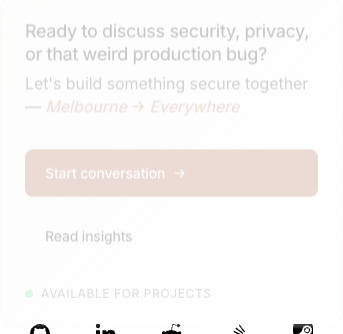 Ready to discuss security, privacy,
or that weird production bug?
Let's build something secure together
— Melbourne → Everywhere
Start conversation →
Read insights
AVAILABLE FOR PROJECTS